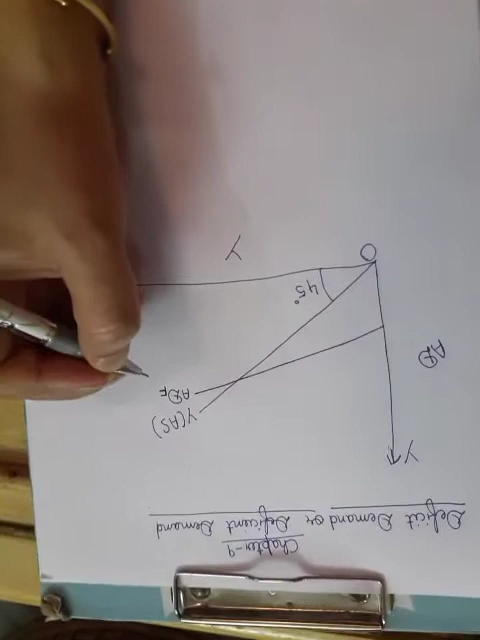 Chapter-9
Deficit Demand or Deficient Demand
Y
Y(AS)
ADF
AD
45°
O
Y